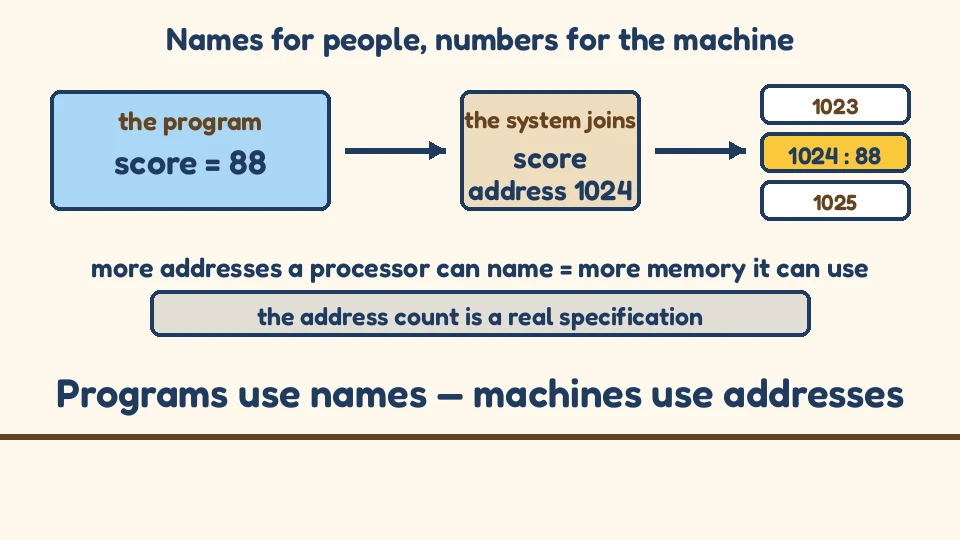 Names for people, numbers for the machine
the program
score = 88
the system joins
score
address 1024
1023
1024 : 88
1025
more addresses a processor can name = more memory it can use
the address count is a real specification
Programs use names — machines use addresses